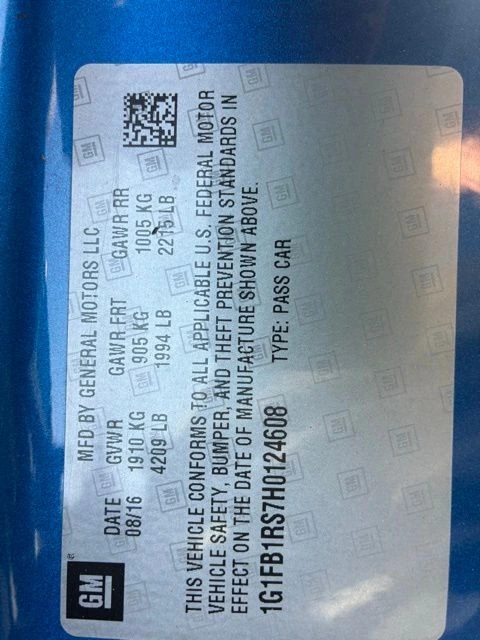 GM
MFD BY GENERAL MOTORS LLC
DATE GVWR GAWR FRT GAWR RR
08/16 1910 KG 905 KG 1005 KG
4209 LB 1994 LB 2215 LB
THIS VEHICLE CONFORMS TO ALL APPLICABLE U.S. FEDERAL MOTOR
VEHICLE SAFETY, BUMPER, AND THEFT PREVENTION STANDARDS IN
EFFECT ON THE DATE OF MANUFACTURE SHOWN ABOVE.
1G1FB1RS7H0124608 TYPE: PASS CAR